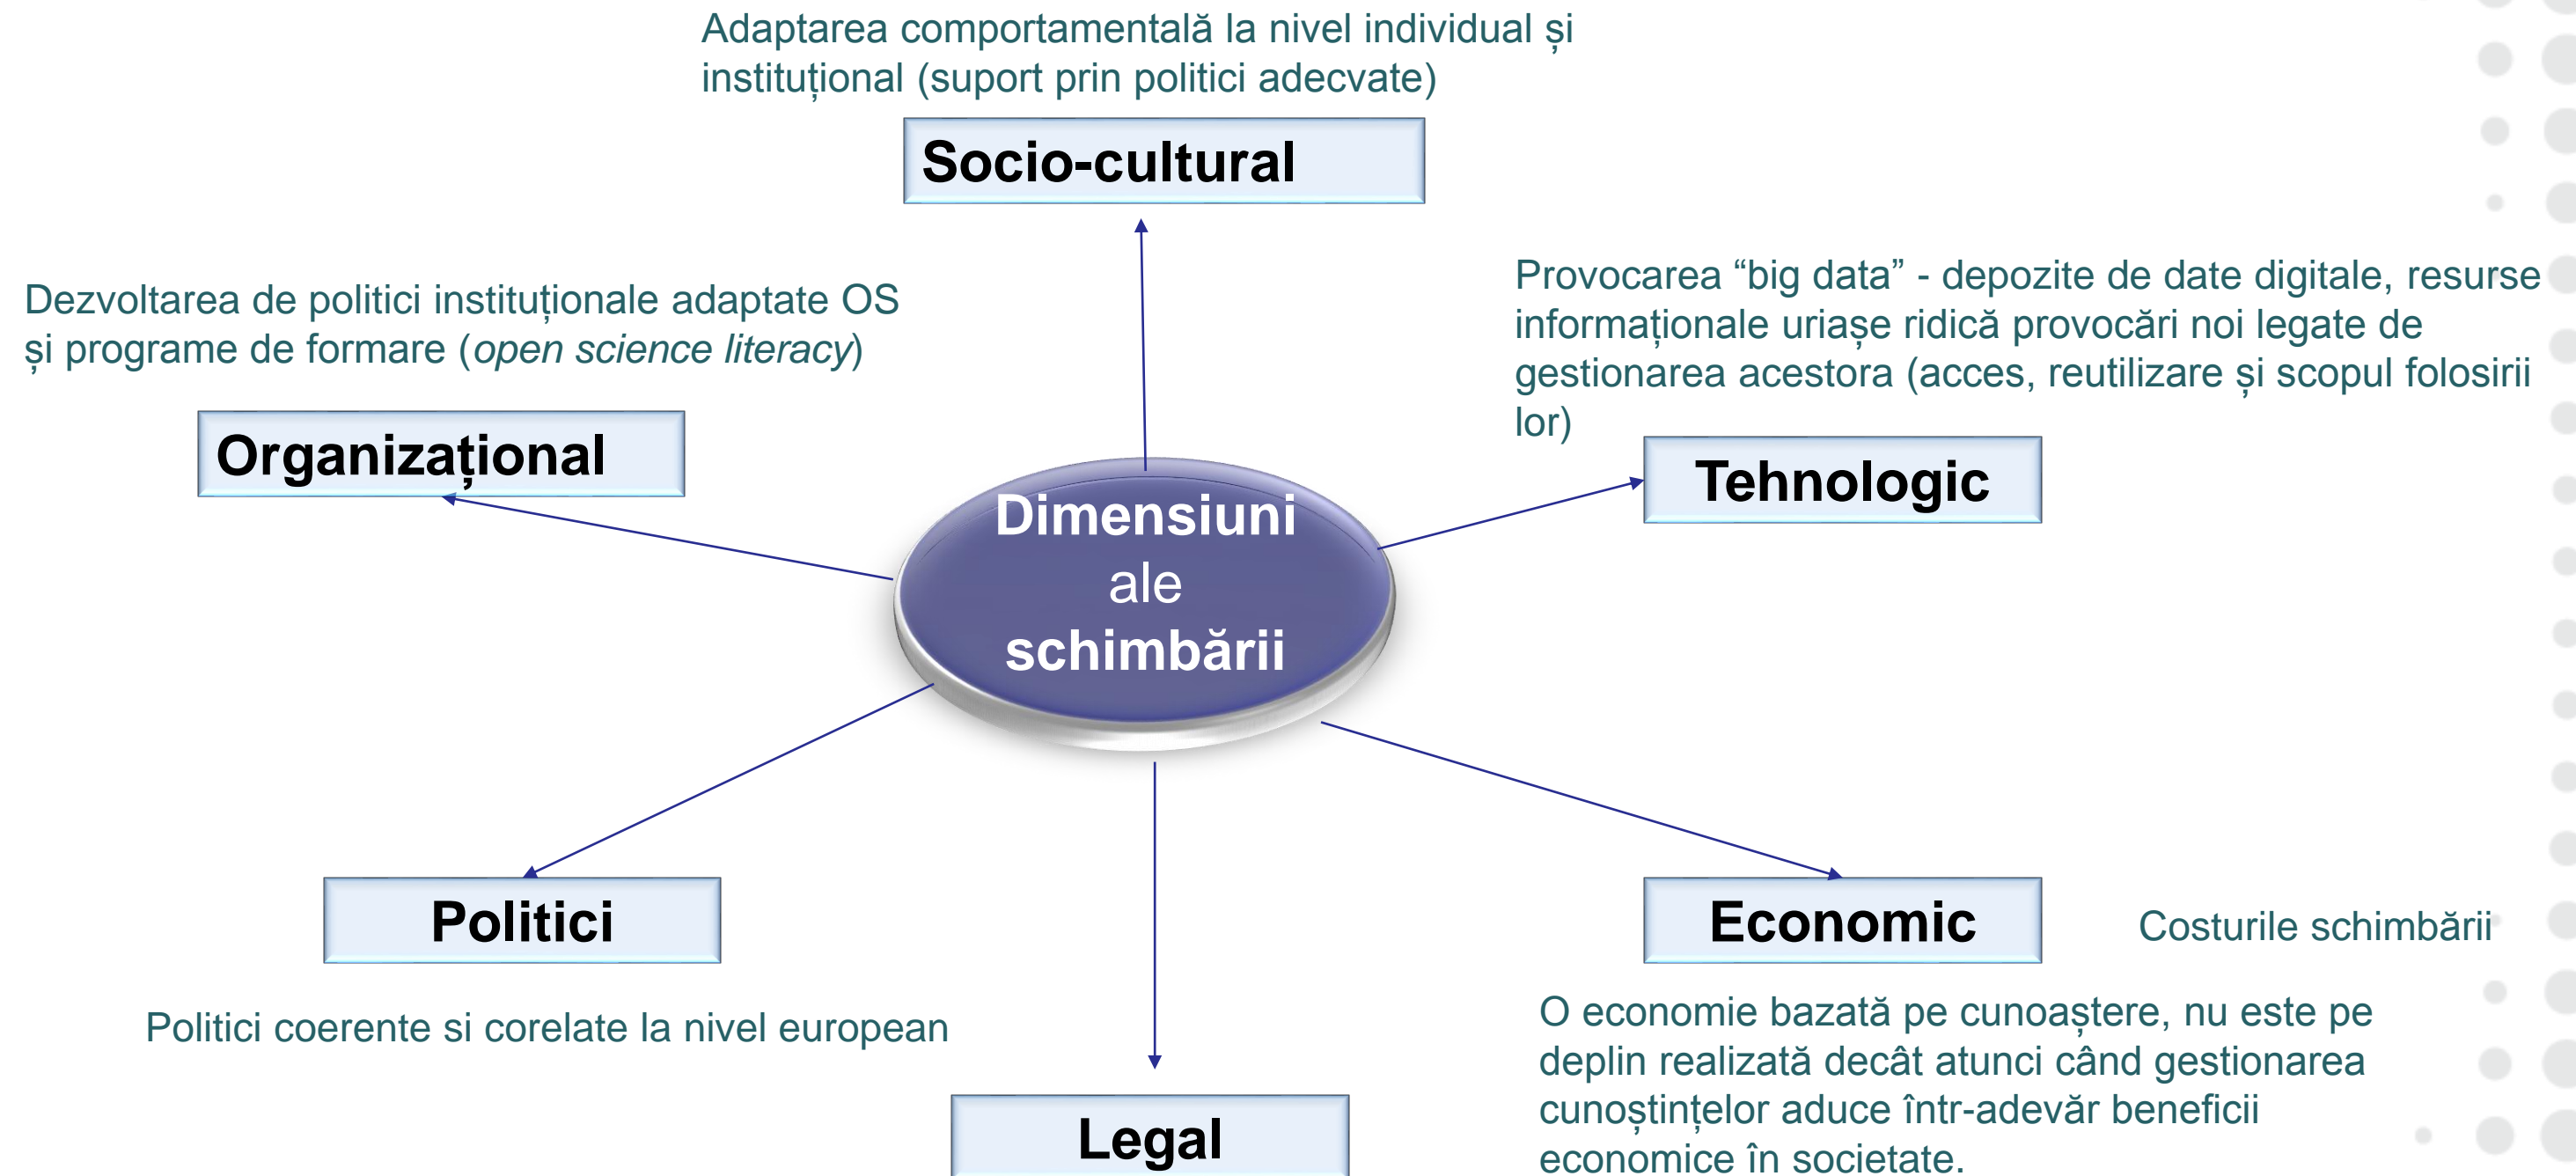 Adaptarea comportamentală la nivel individual și
instituțional (suport prin politici adecvate)
Socio-cultural
Dezvoltarea de politici instituționale adaptate OS
și programe de formare (open science literacy)
Organizațional
Provocarea “big data” - depozite de date digitale, resurse
informaționale uriașe ridică provocări noi legate de
gestionarea acestora (acces, reutilizare și scopul folosirii
lor)
Tehnologic
Dimensiuni
ale
schimbării
Politici
Politici coerente si corelate la nivel european
Economic
Costurile schimbării
O economie bazată pe cunoaștere, nu este pe
deplin realizată decât atunci când gestionarea
cunoștințelor aduce într-adevăr beneficii
economice în societate.
Legal